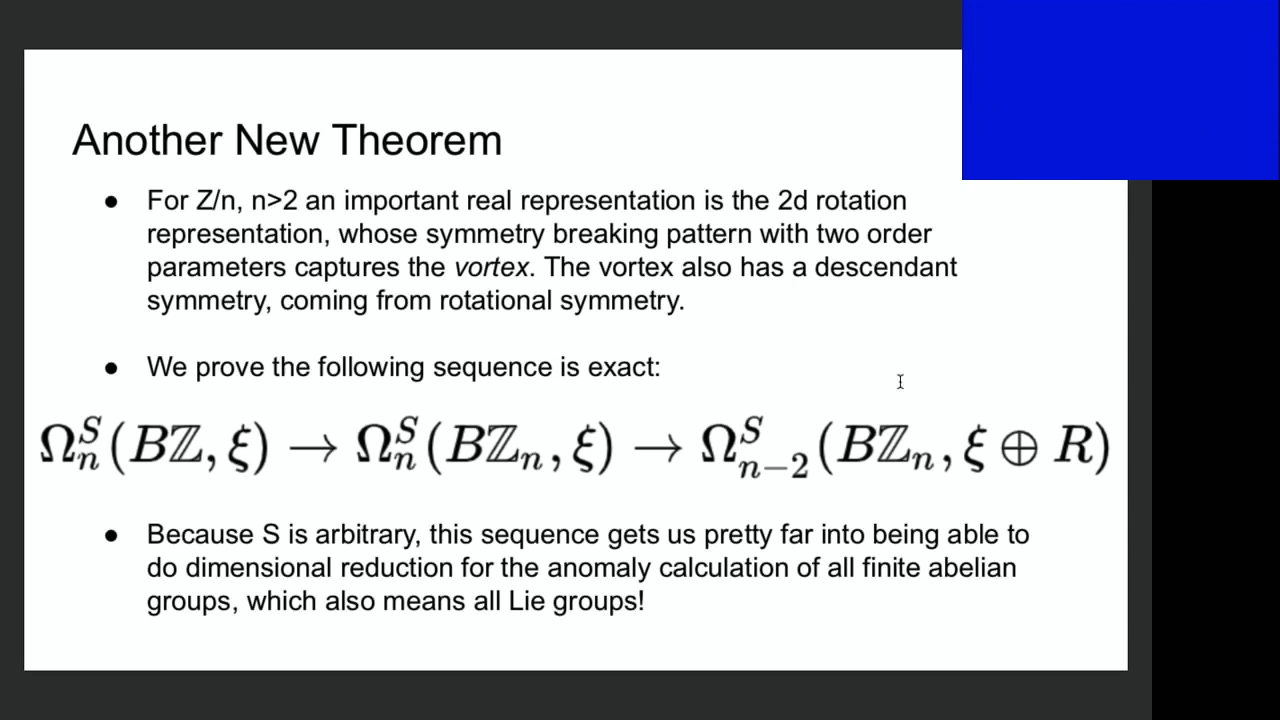 Another New Theorem
● For Z/n, n>2 an important real representation is the 2d rotation
representation, whose symmetry breaking pattern with two order
parameters captures the vortex. The vortex also has a descendant
symmetry, coming from rotational symmetry.
● We prove the following sequence is exact:
Ω^S_n(Bℤ, ξ) → Ω^S_n(Bℤ_n, ξ) → Ω^S_{n−2}(Bℤ_n, ξ ⊕ R)
● Because S is arbitrary, this sequence gets us pretty far into being able to
do dimensional reduction for the anomaly calculation of all finite abelian
groups, which also means all Lie groups!